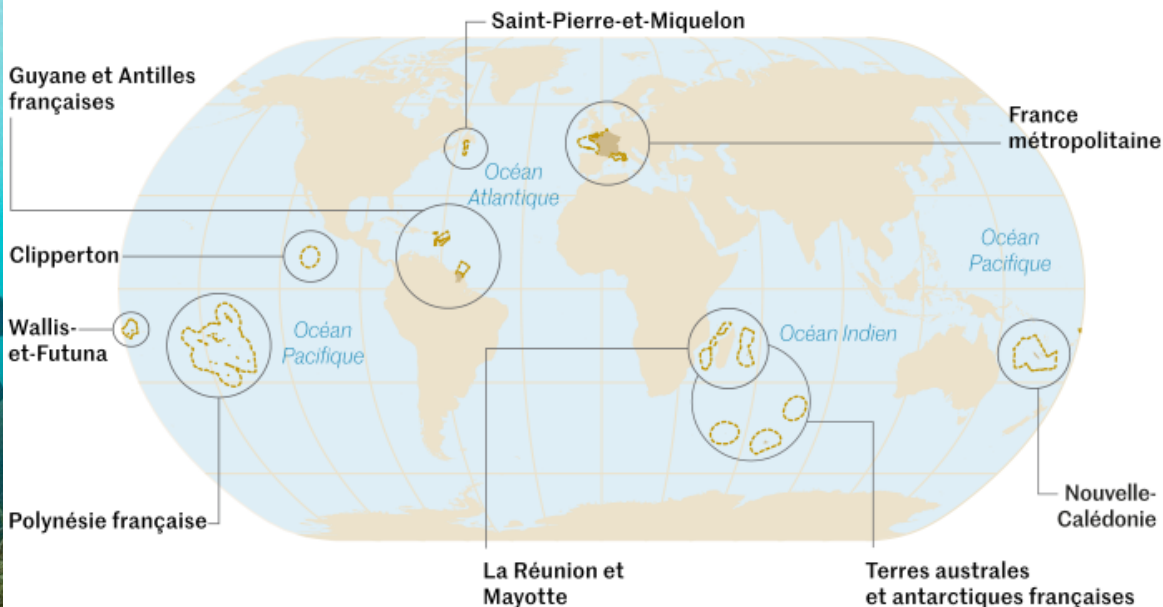 Saint-Pierre-et-Miquelon
Guyane et Antilles
françaises
France
métropolitaine
Océan
Atlantique
Clipperton
Océan
Pacifique
Wallis-
et-Futuna
Océan
Pacifique
Océan Indien
Polynésie française
Nouvelle-
Calédonie
La Réunion et
Mayotte
Terres australes
et antarctiques françaises